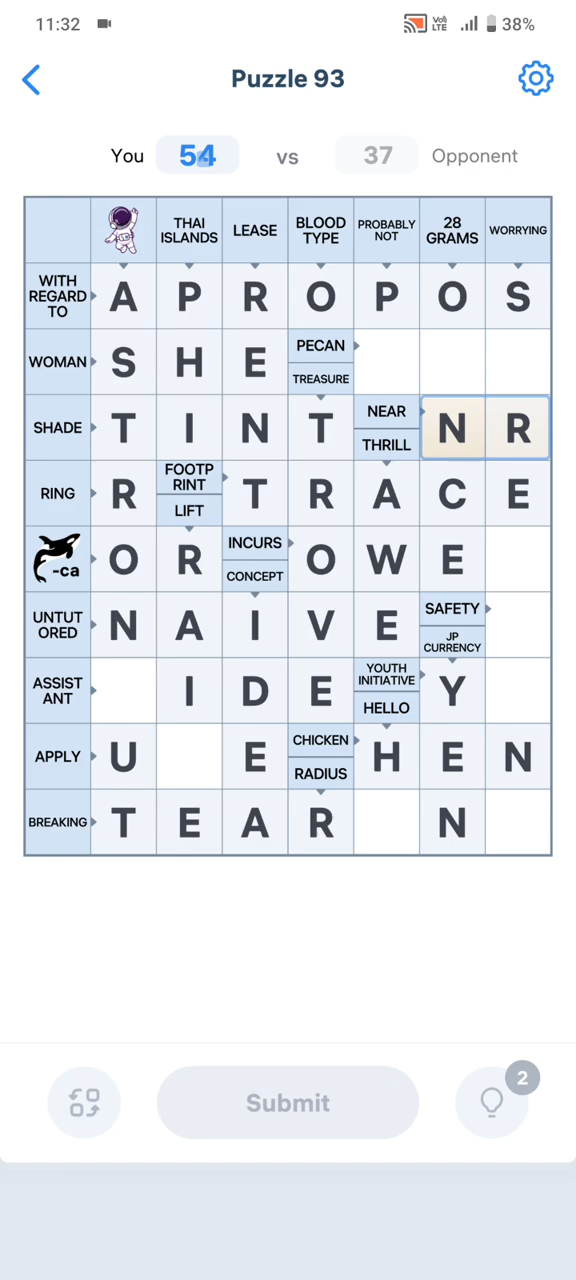 11:32 Vo) LTE 38%
Puzzle 93
You 54 vs 37 Opponent
THAI ISLANDS LEASE BLOOD TYPE PROBABLY NOT 28 GRAMS WORRYING
WITH REGARD TO A P R O P O S
WOMAN S H E PECAN TREASURE
SHADE T I N T NEAR THRILL N R
RING R FOOTP RINT LIFT T R A C E
-ca O R INCURS CONCEPT O W E
UNTUT ORED N A I V E SAFETY JP CURRENCY
ASSIST ANT I D E YOUTH INITIATIVE HELLO Y
APPLY U E CHICKEN RADIUS H E N
BREAKING T E A R N
Submit 2